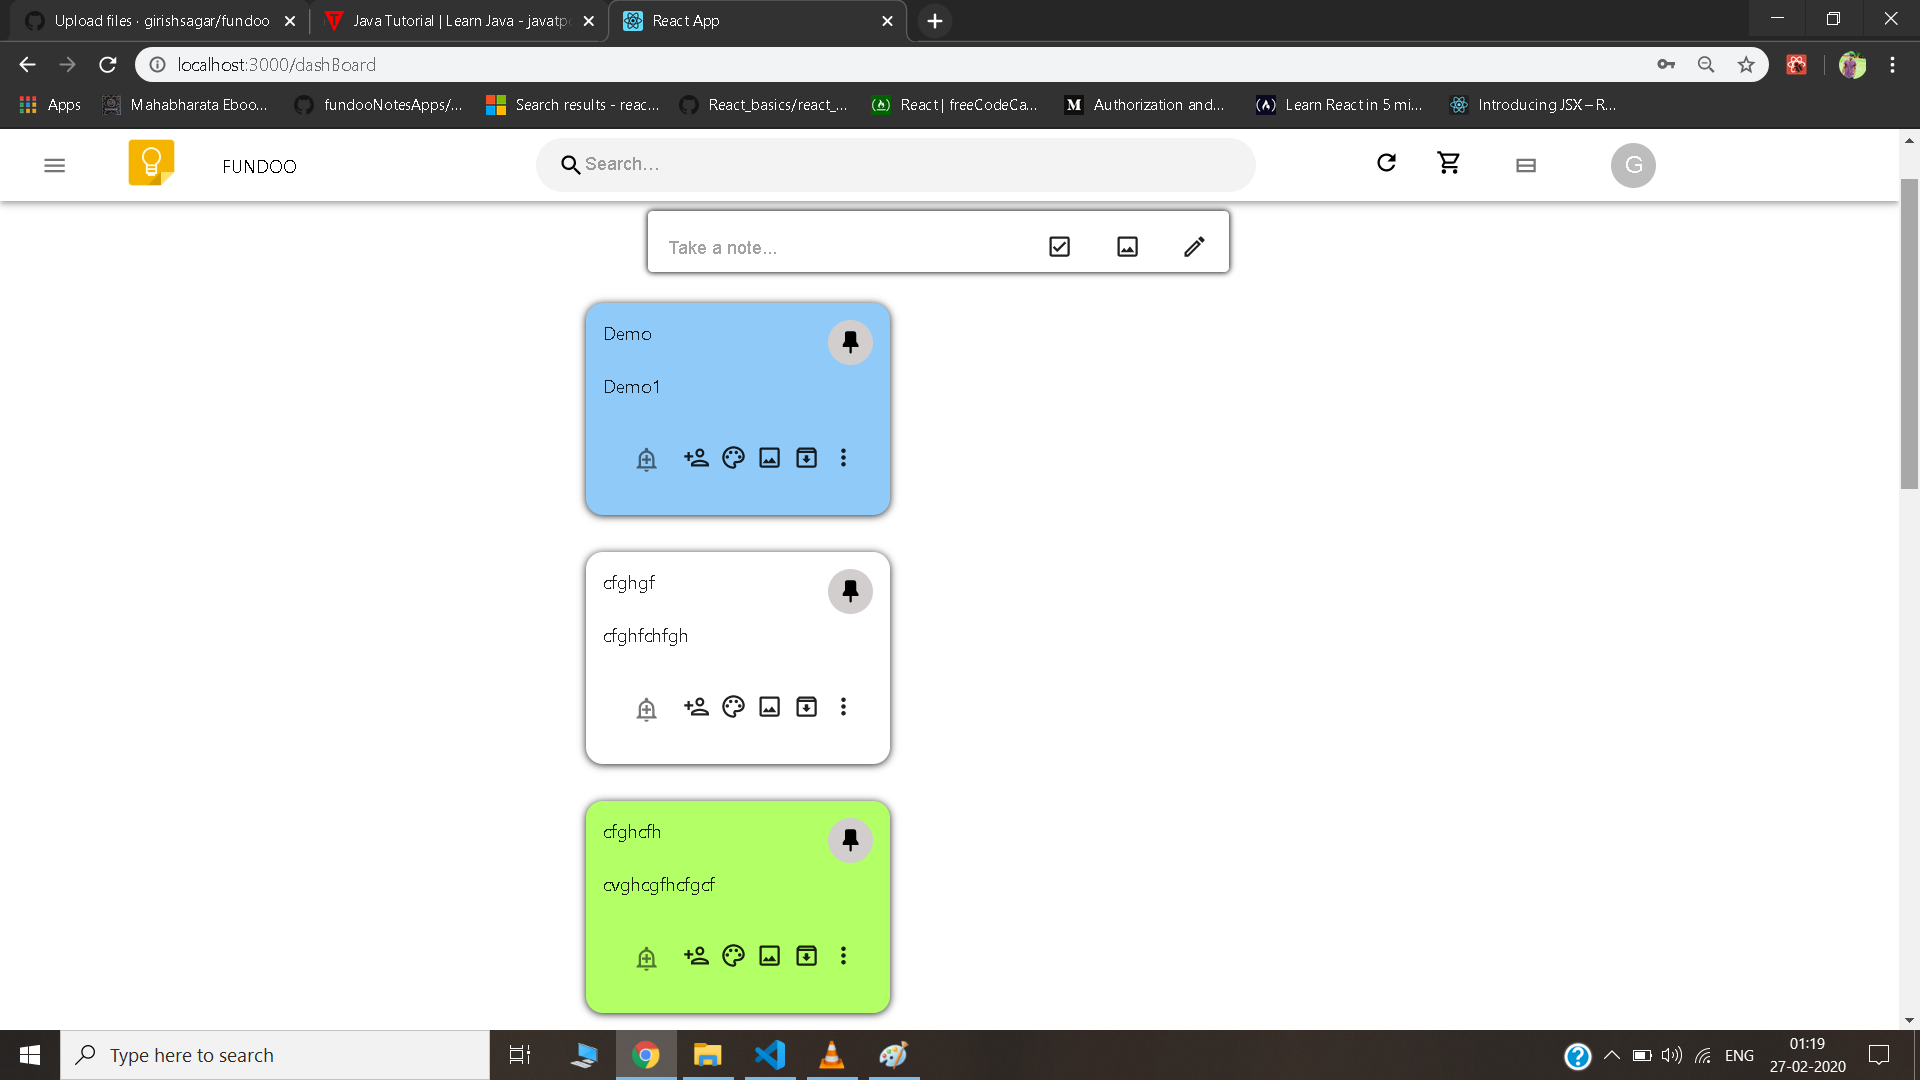 Upload files · girishsagar/fundoo
Java Tutorial | Learn Java - javatpo
React App
localhost:3000/dashBoard
Apps
Mahabharata Eboo...
fundooNotesApps/...
Search results - reac...
React_basics/react_...
React | freeCodeCa...
Authorization and...
Learn React in 5 mi...
Introducing JSX – R...
FUNDOO
Search...
G
Take a note...
Demo
Demo1
cfghgf
cfghfchfgh
cfghcfh
cvghcgfhcfgcf
Type here to search
ENG
01:19
27-02-2020